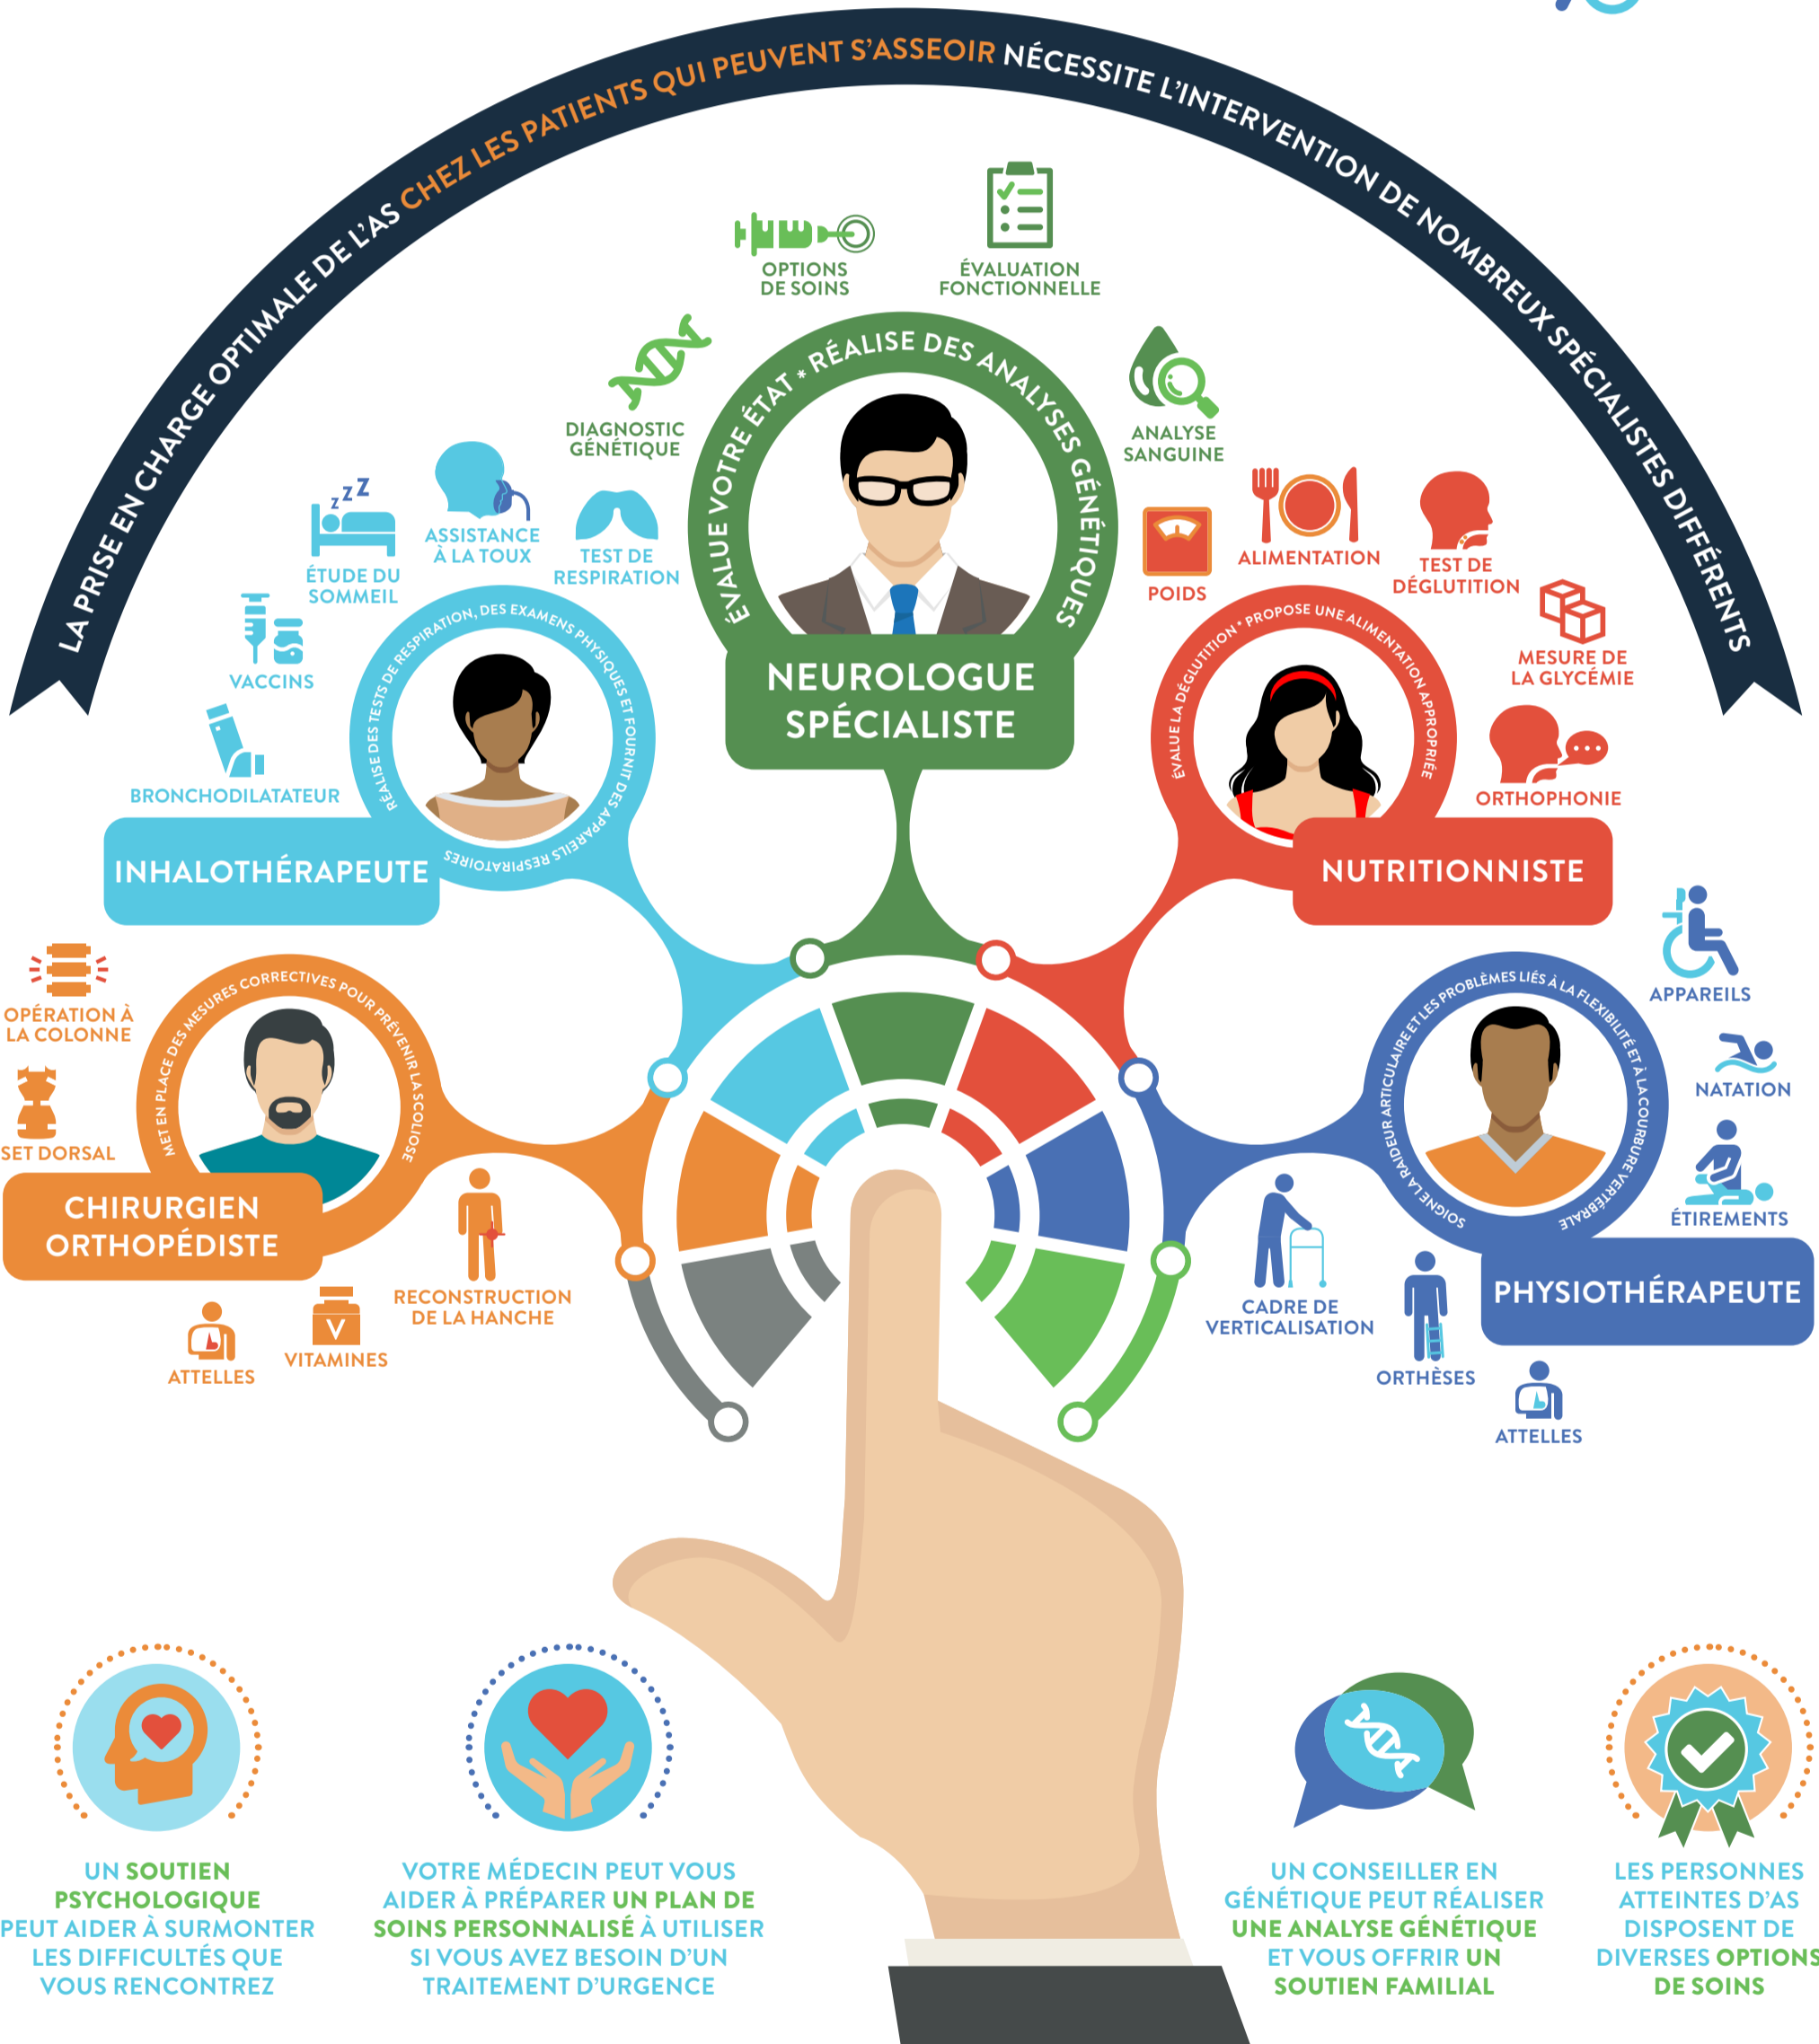 LA PRISE EN CHARGE OPTIMALE DE L'AS CHEZ LES PATIENTS QUI PEUVENT S'ASSEOIR NÉCESSITE L'INTERVENTION DE NOMBREUX SPÉCIALISTES DIFFÉRENTS
OPTIONS
DE SOINS
ÉVALUATION
FONCTIONNELLE
DIAGNOSTIC
GÉNÉTIQUE
ANALYSE
SANGUINE
ÉVALUE VOTRE ÉTAT * RÉALISE DES ANALYSES GÉNÉTIQUES
NEUROLOGUE
SPÉCIALISTE
zzZ
ÉTUDE DU
SOMMEIL
ASSISTANCE
À LA TOUX
TEST DE
RESPIRATION
VACCINS
BRONCHODILATATEUR
RÉALISE DES TESTS DE RESPIRATION, DES EXAMENS PHYSIQUES ET FOURNIT DES APPAREILS RESPIRATOIRES
INHALOTHÉRAPEUTE
POIDS
ALIMENTATION
TEST DE
DÉGLUTITION
MESURE DE
LA GLYCÉMIE
ORTHOPHONIE
ÉVALUE LA DÉGLUTITION * PROPOSE UNE ALIMENTATION APPROPRIÉE
NUTRITIONNISTE
OPÉRATION À
LA COLONNE
SET DORSAL
MET EN PLACE DES MESURES CORRECTIVES POUR PRÉVENIR LA SCOLIOSE
CHIRURGIEN
ORTHOPÉDISTE
ATTELLES
V
VITAMINES
RECONSTRUCTION
DE LA HANCHE
APPAREILS
NATATION
ÉTIREMENTS
SOIGNE LA RAIDEUR ARTICULAIRE ET LES PROBLÈMES LIÉS À LA FLEXIBILITÉ ET À LA COURBURE VERTÉBRALE
PHYSIOTHÉRAPEUTE
CADRE DE
VERTICALISATION
ORTHÈSES
ATTELLES
UN SOUTIEN
PSYCHOLOGIQUE
PEUT AIDER À SURMONTER
LES DIFFICULTÉS QUE
VOUS RENCONTREZ
VOTRE MÉDECIN PEUT VOUS
AIDER À PRÉPARER UN PLAN DE
SOINS PERSONNALISÉ À UTILISER
SI VOUS AVEZ BESOIN D'UN
TRAITEMENT D'URGENCE
UN CONSEILLER EN
GÉNÉTIQUE PEUT RÉALISER
UNE ANALYSE GÉNÉTIQUE
ET VOUS OFFRIR UN
SOUTIEN FAMILIAL
LES PERSONNES
ATTEINTES D'AS
DISPOSENT DE
DIVERSES OPTIONS
DE SOINS